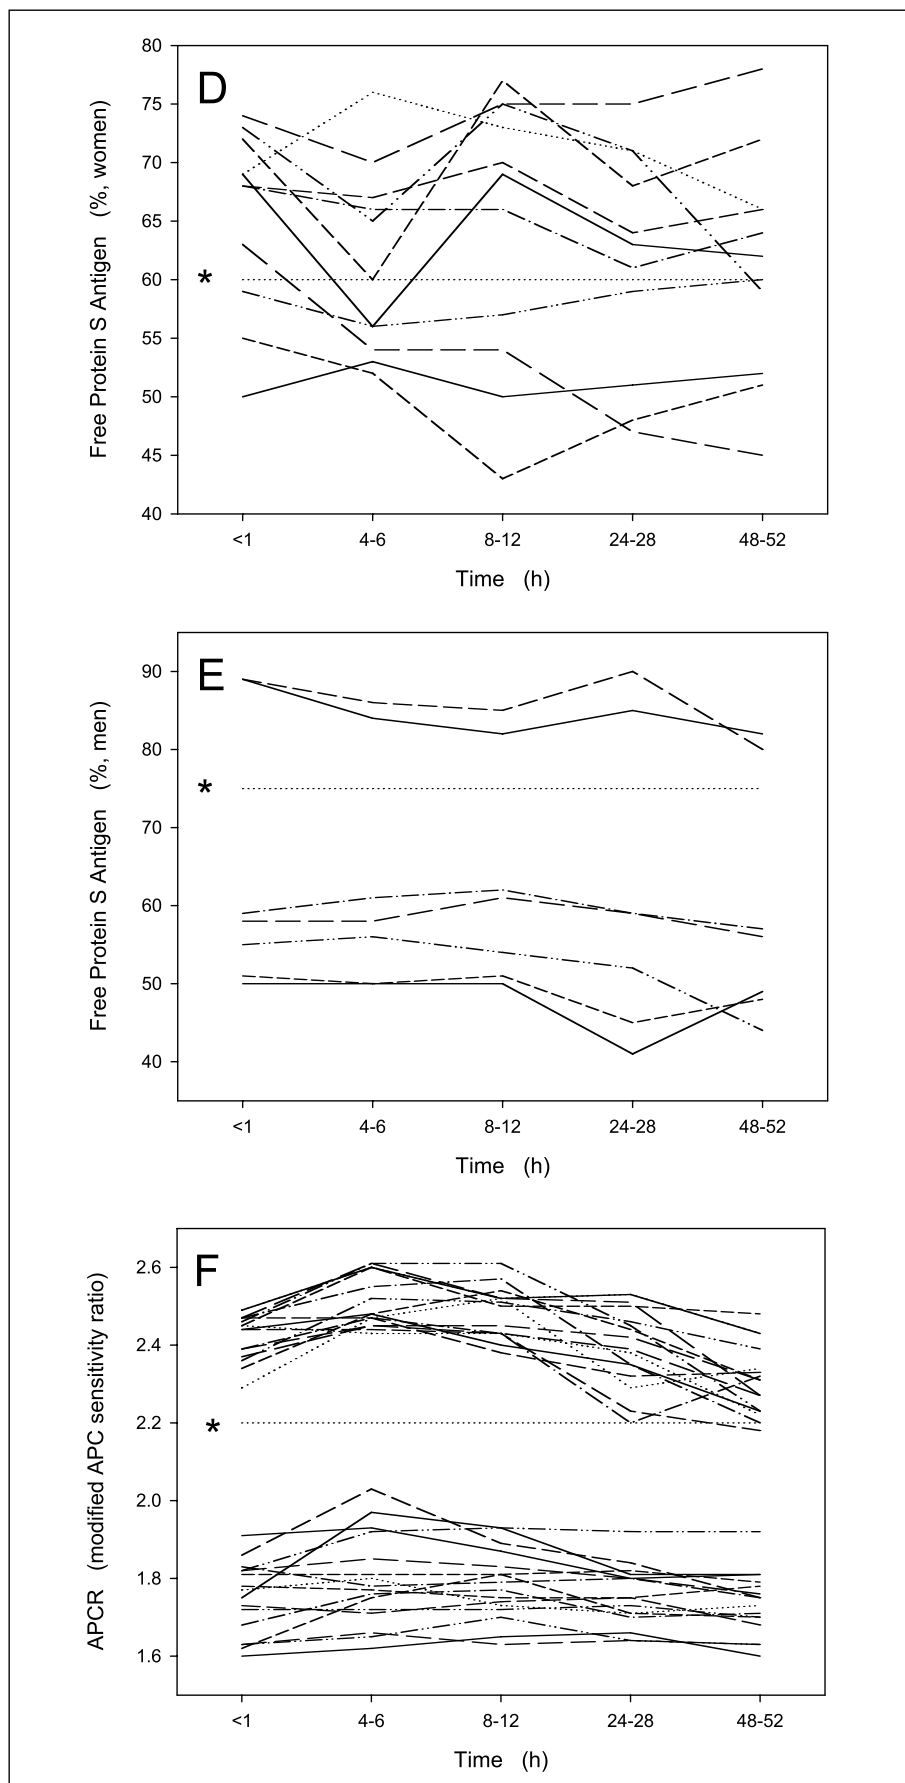 D
Free Protein S Antigen (%, women)
80
75
70
65
60
55
50
45
40
*
<1 4-6 8-12 24-28 48-52
Time (h)
E
Free Protein S Antigen (%, men)
90
80
70
60
50
40
*
<1 4-6 8-12 24-28 48-52
Time (h)
F
APCR (modified APC sensitivity ratio)
2.6
2.4
2.2
2.0
1.8
1.6
*
<1 4-6 8-12 24-28 48-52
Time (h)